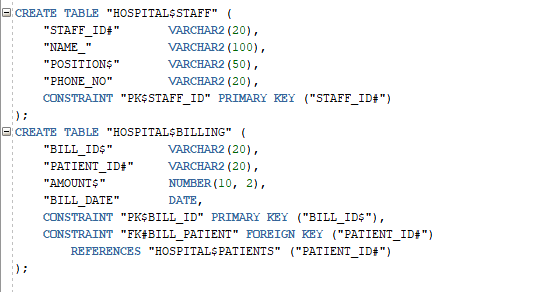 CREATE TABLE "HOSPITAL$STAFF" (
"STAFF_ID#" VARCHAR2(20),
"NAME_" VARCHAR2(100),
"POSITION$" VARCHAR2(50),
"PHONE_NO" VARCHAR2(20),
CONSTRAINT "PK$STAFF_ID" PRIMARY KEY ("STAFF_ID#")
);
CREATE TABLE "HOSPITAL$BILLING" (
"BILL_ID$" VARCHAR2(20),
"PATIENT_ID#" VARCHAR2(20),
"AMOUNT$" NUMBER(10, 2),
"BILL_DATE" DATE,
CONSTRAINT "PK$BILL_ID" PRIMARY KEY ("BILL_ID$"),
CONSTRAINT "FK#BILL_PATIENT" FOREIGN KEY ("PATIENT_ID#")
REFERENCES "HOSPITAL$PATIENTS" ("PATIENT_ID#")
);